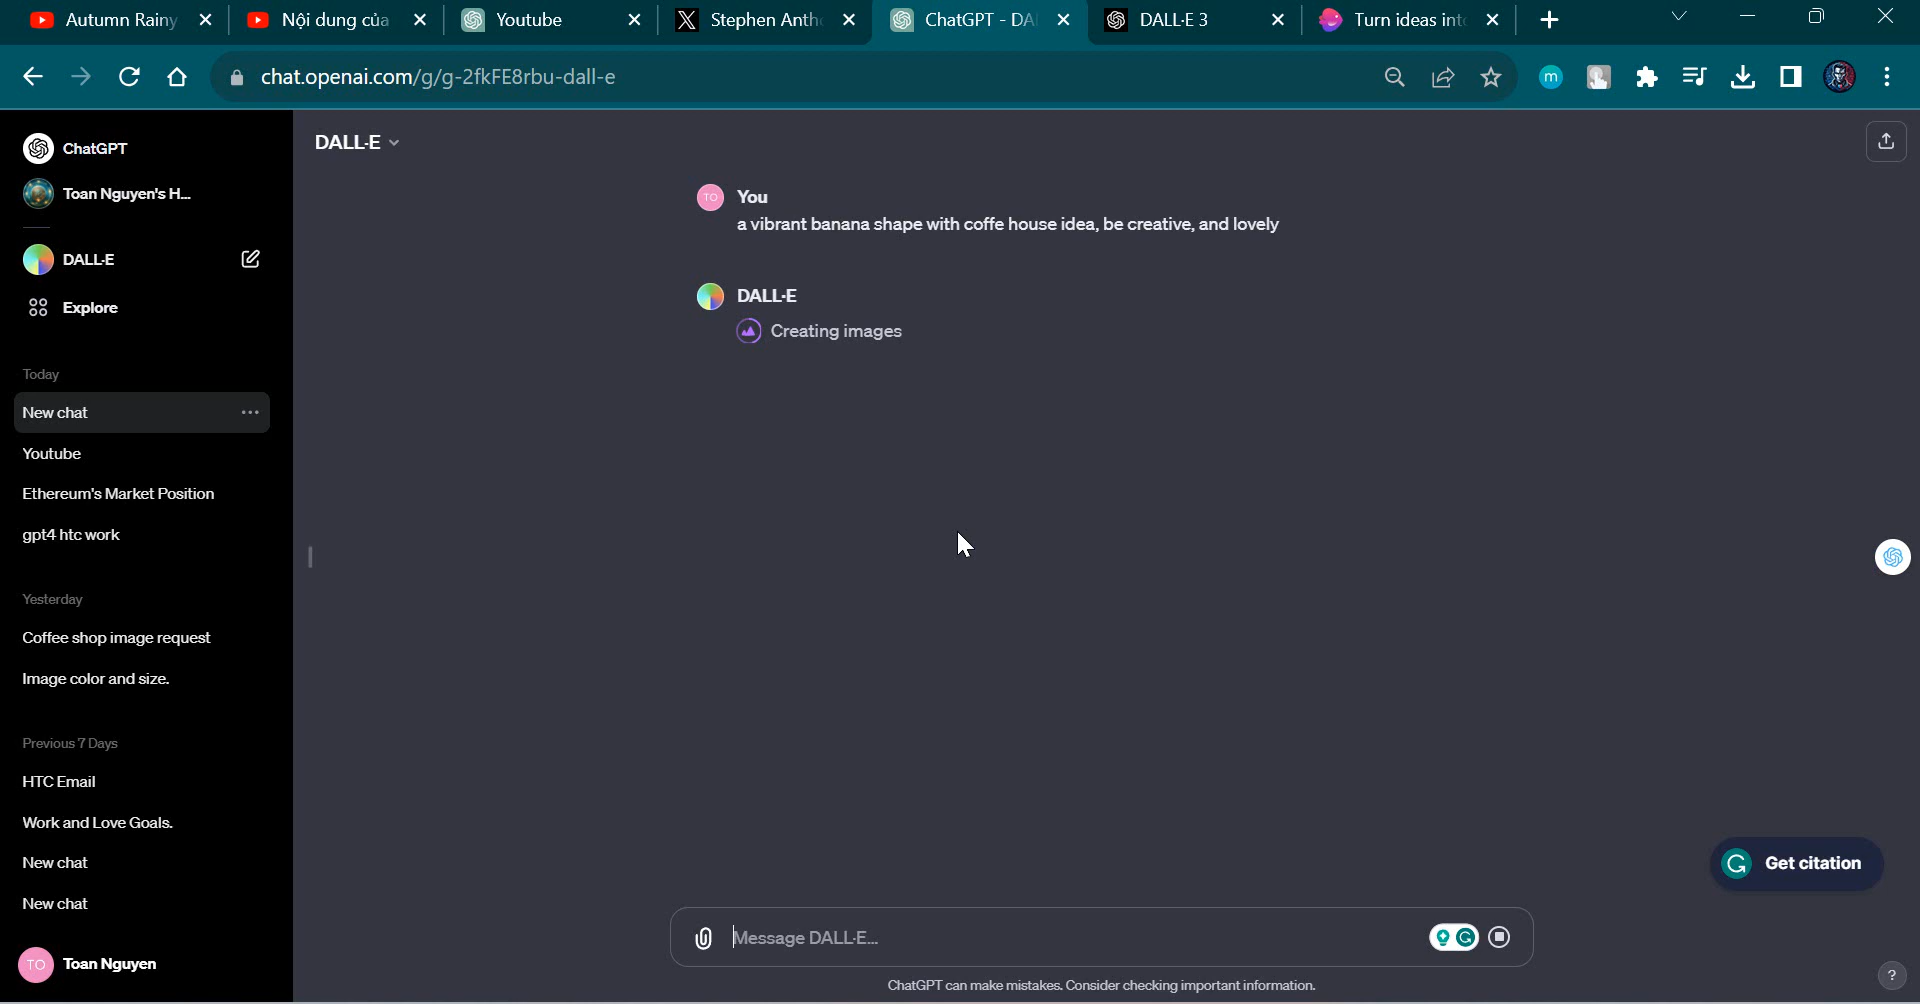 Autumn Rainy
Nội dung củ
Youtube
Stephen Anth
ChatGPT - DA
DALL·E 3
Turn ideas int
chat.openai.com/g/g-2fkFE8rbu-dall-e
m
ChatGPT
Toan Nguyen's H...
DALL·E
Explore
Today
New chat
Youtube
Ethereum's Market Position
gpt4 htc work
Yesterday
Coffee shop image request
Image color and size.
Previous 7 Days
HTC Email
Work and Love Goals.
New chat
New chat
TO
Toan Nguyen
DALL·E
TO
You
a vibrant banana shape with coffe house idea, be creative, and lovely
DALL·E
Creating images
Get citation
Message DALL·E...
ChatGPT can make mistakes. Consider checking important information.
?